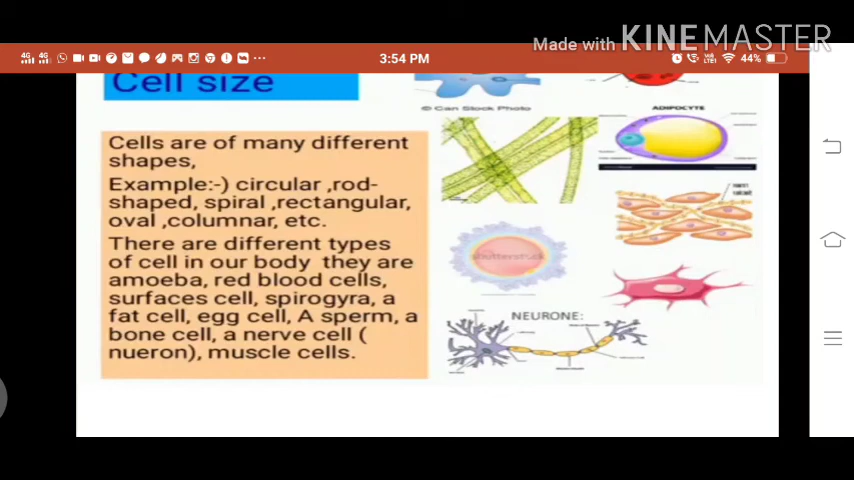 Made with KINEMASTER
4G 4G 3:54 PM 44%
Cell size
© Can Stock Photo
ADIPOCYTE
Cells are of many different
shapes,
Example:-) circular ,rod-
shaped, spiral ,rectangular,
oval ,columnar, etc.
There are different types
of cell in our body they are
amoeba, red blood cells,
surfaces cell, spirogyra, a
fat cell, egg cell, A sperm, a
bone cell, a nerve cell (
nueron), muscle cells.
shutterstock
NEURONE: